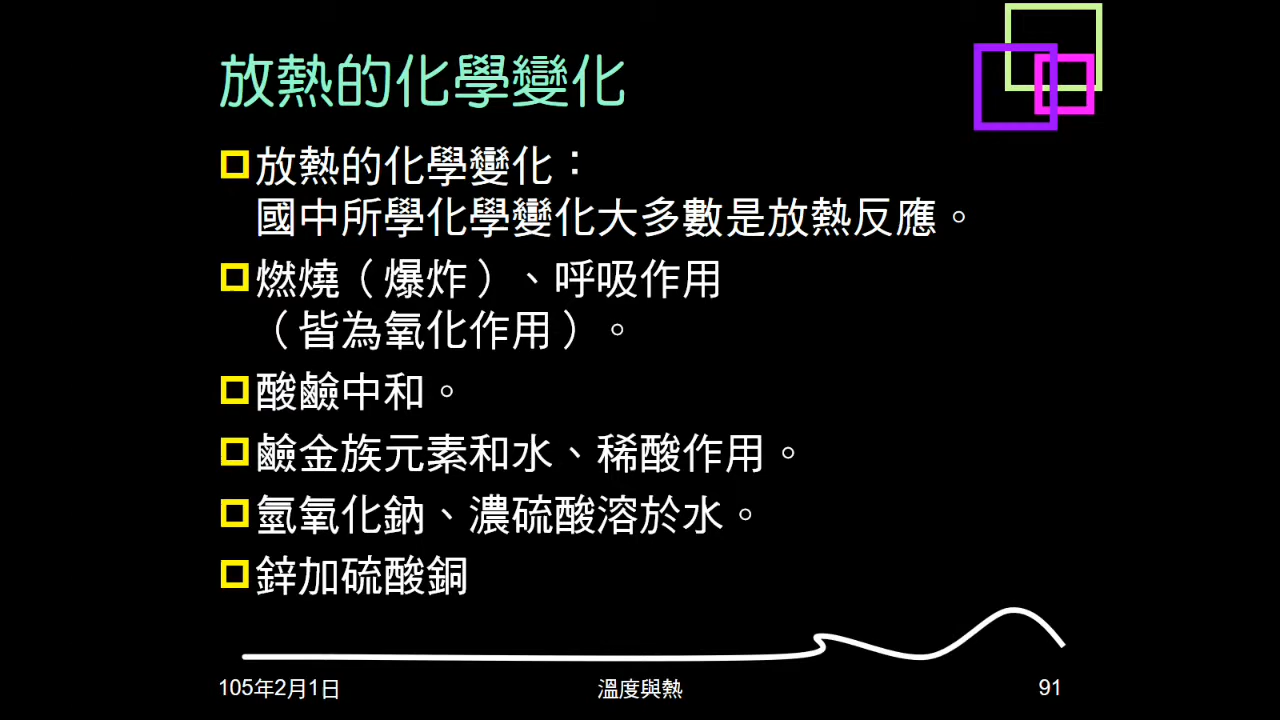 放熱的化學變化
放熱的化學變化：
國中所學化學變化大多數是放熱反應。
燃燒（爆炸）、呼吸作用
（皆為氧化作用）。
酸鹼中和。
鹼金族元素和水、稀酸作用。
氫氧化鈉、濃硫酸溶於水。
鋅加硫酸銅
105年2月1日
溫度與熱
91